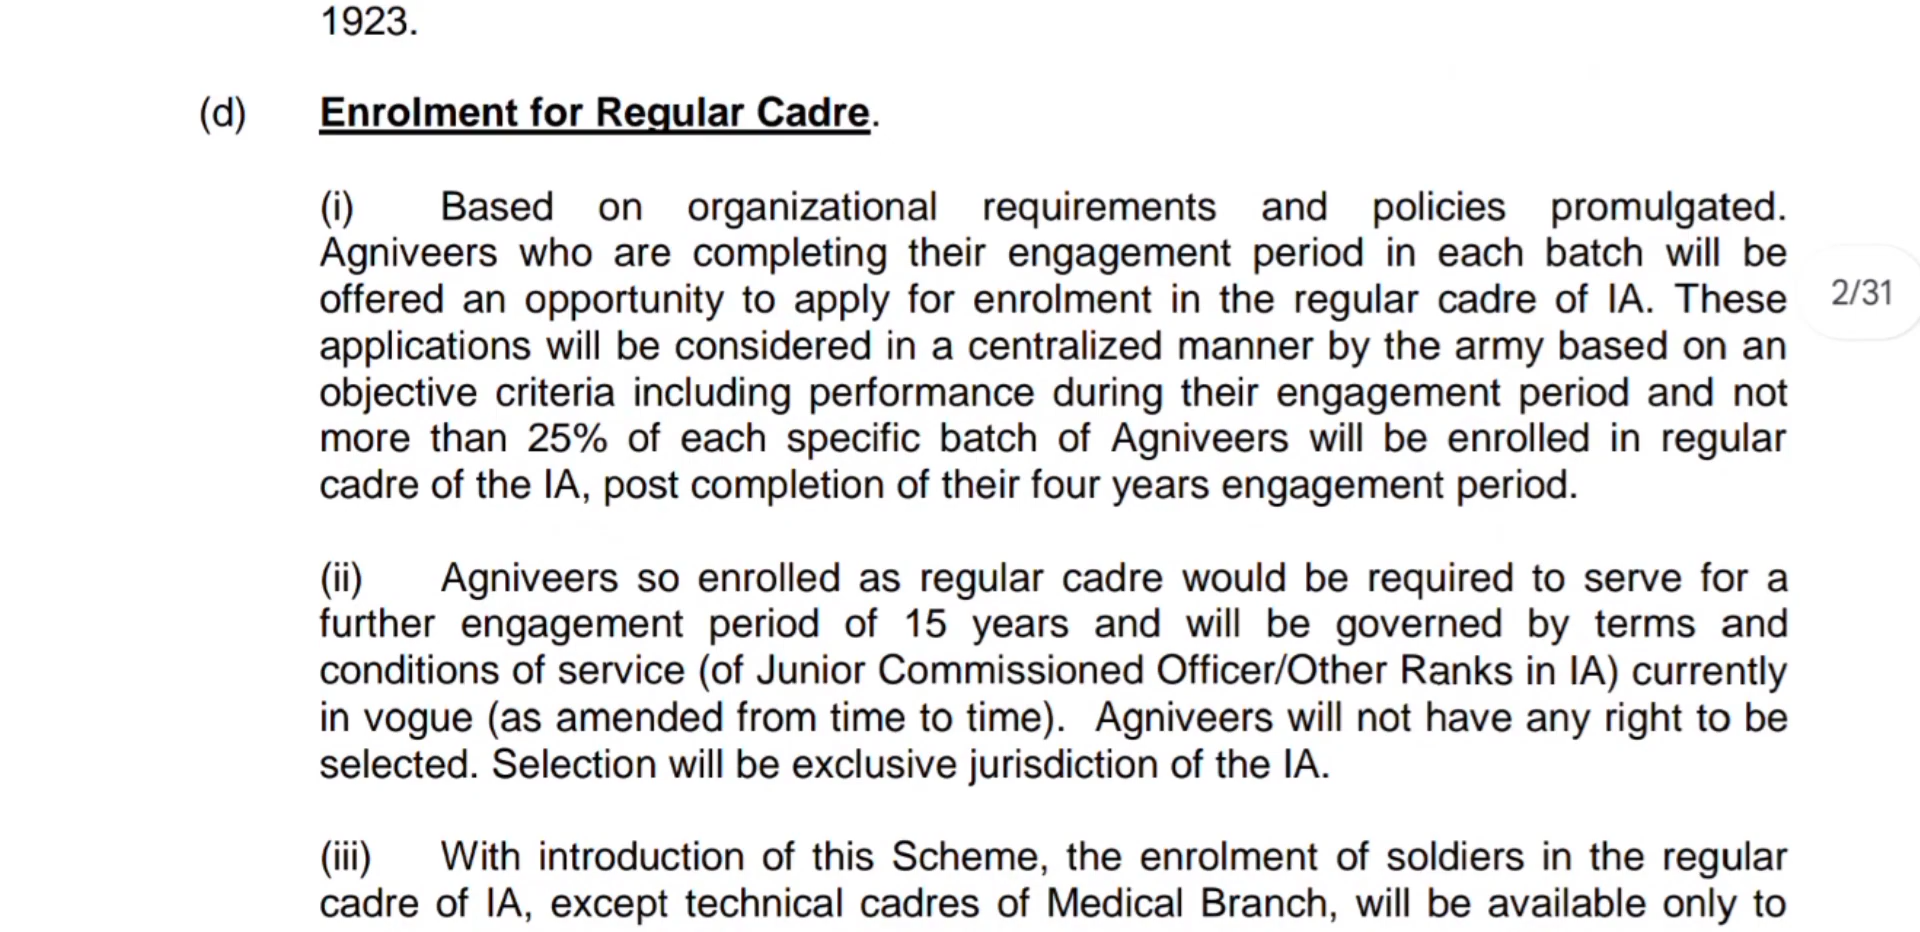 1923.
(d) Enrolment for Regular Cadre.
(i) Based on organizational requirements and policies promulgated.
Agniveers who are completing their engagement period in each batch will be
offered an opportunity to apply for enrolment in the regular cadre of IA. These
2/31
applications will be considered in a centralized manner by the army based on an
objective criteria including performance during their engagement period and not
more than 25% of each specific batch of Agniveers will be enrolled in regular
cadre of the IA, post completion of their four years engagement period.
(ii) Agniveers so enrolled as regular cadre would be required to serve for a
further engagement period of 15 years and will be governed by terms and
conditions of service (of Junior Commissioned Officer/Other Ranks in IA) currently
in vogue (as amended from time to time). Agniveers will not have any right to be
selected. Selection will be exclusive jurisdiction of the IA.
(iii) With introduction of this Scheme, the enrolment of soldiers in the regular
cadre of IA, except technical cadres of Medical Branch, will be available only to